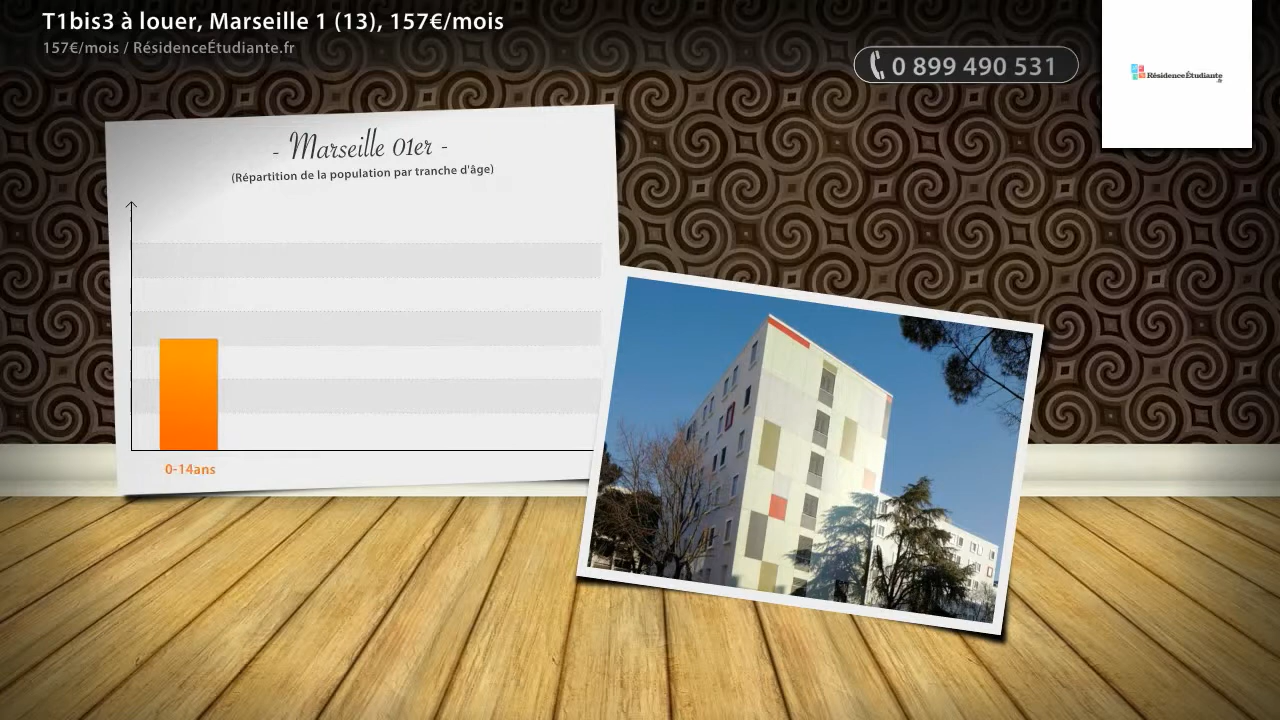 T1bis3 à louer, Marseille 1 (13), 157€/mois
157€/mois / RésidenceÉtudiante.fr
0 899 490 531
RésidenceÉtudiante
.fr
- Marseille 01er -
(Répartition de la population par tranche d'âge)
0-14ans